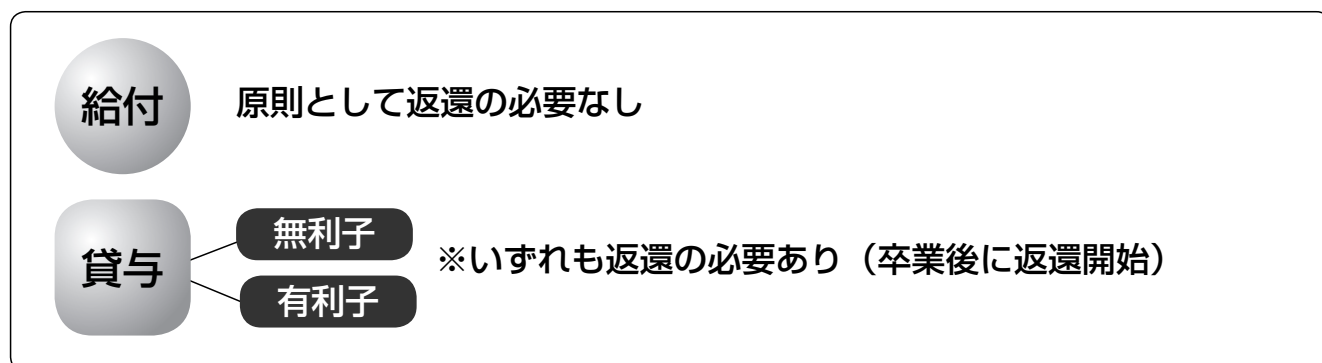 給付
原則として返還の必要なし
貸与
無利子
有利子
※いずれも返還の必要あり（卒業後に返還開始）